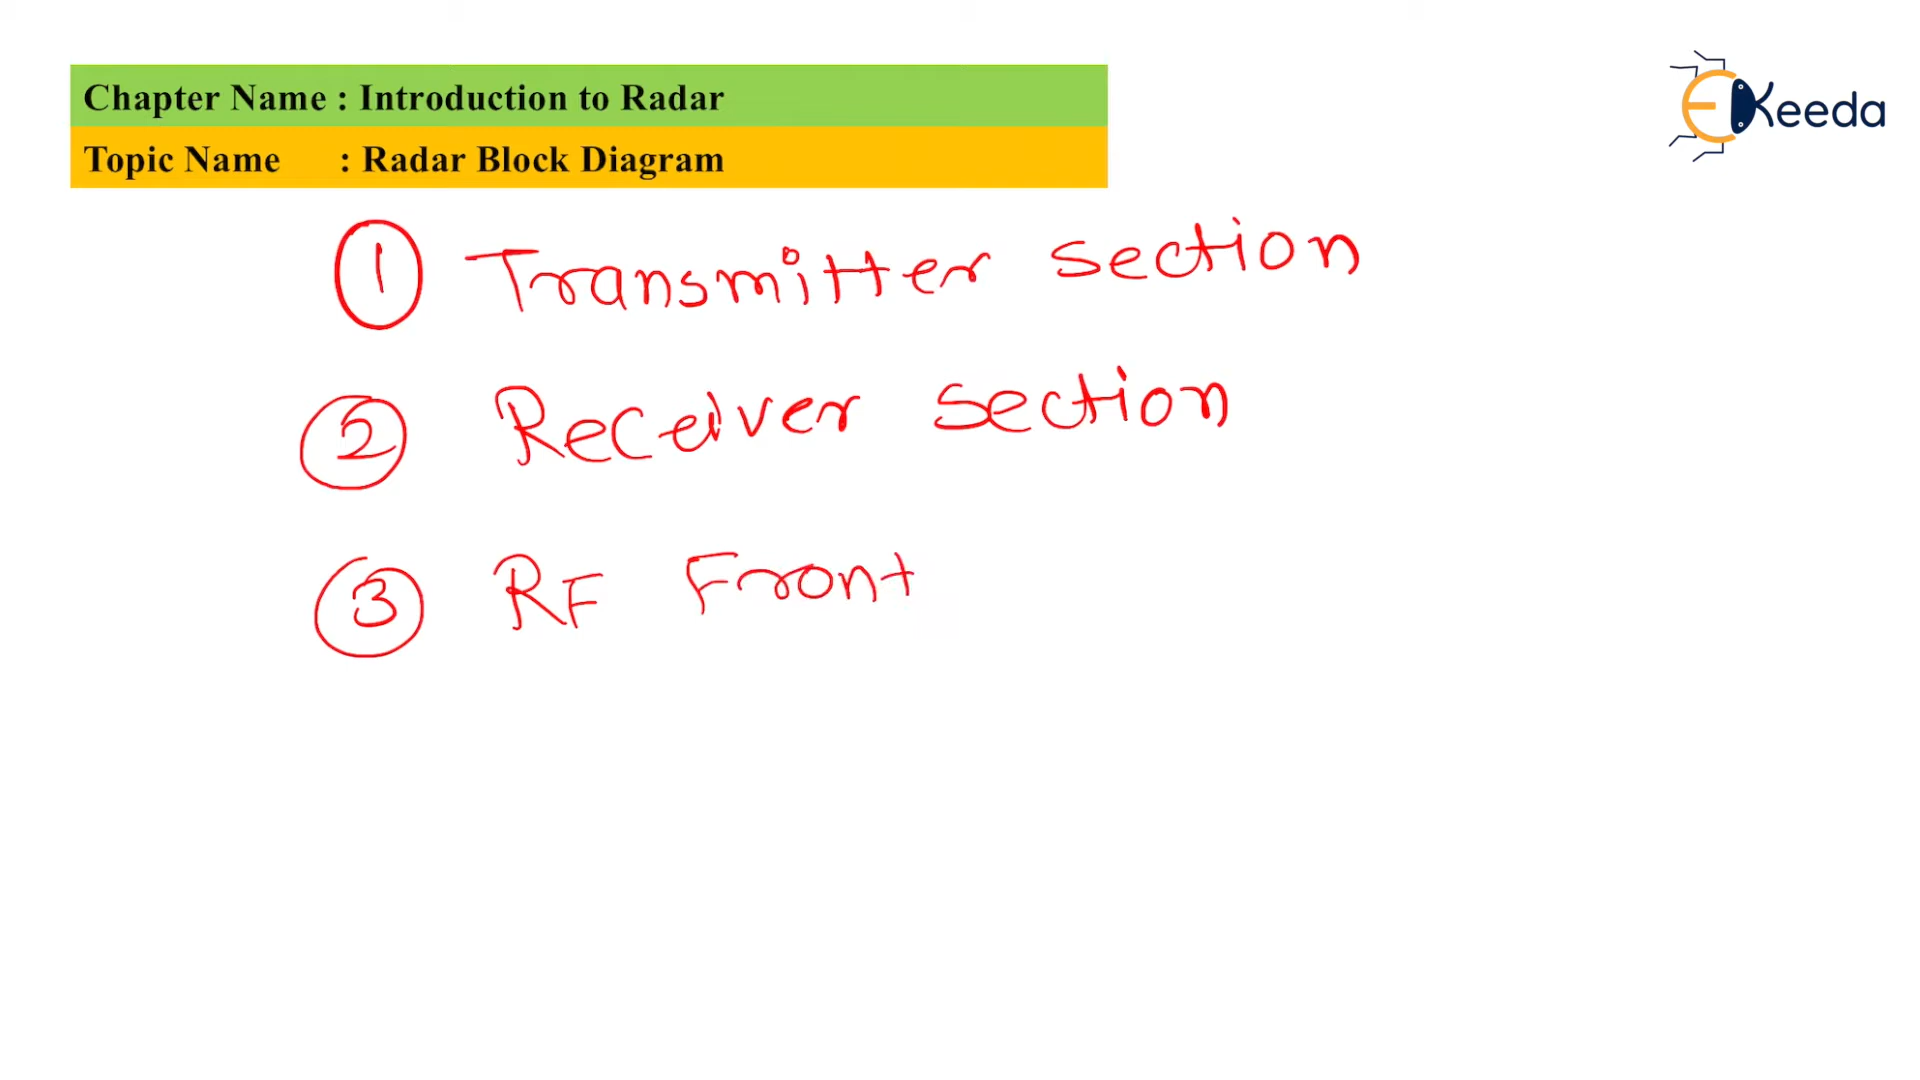 Chapter Name : Introduction to Radar
EKeeda
Topic Name : Radar Block Diagram
1 Transmitter section
2 Receiver section
3 RF Front